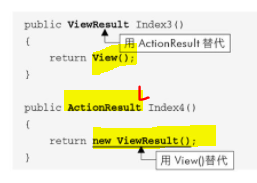 public ViewResult Index3()
{
用 ActionResult 替代
return View();
}
public ActionResult Index4()
{
return new ViewResult();
}
用 View()替代